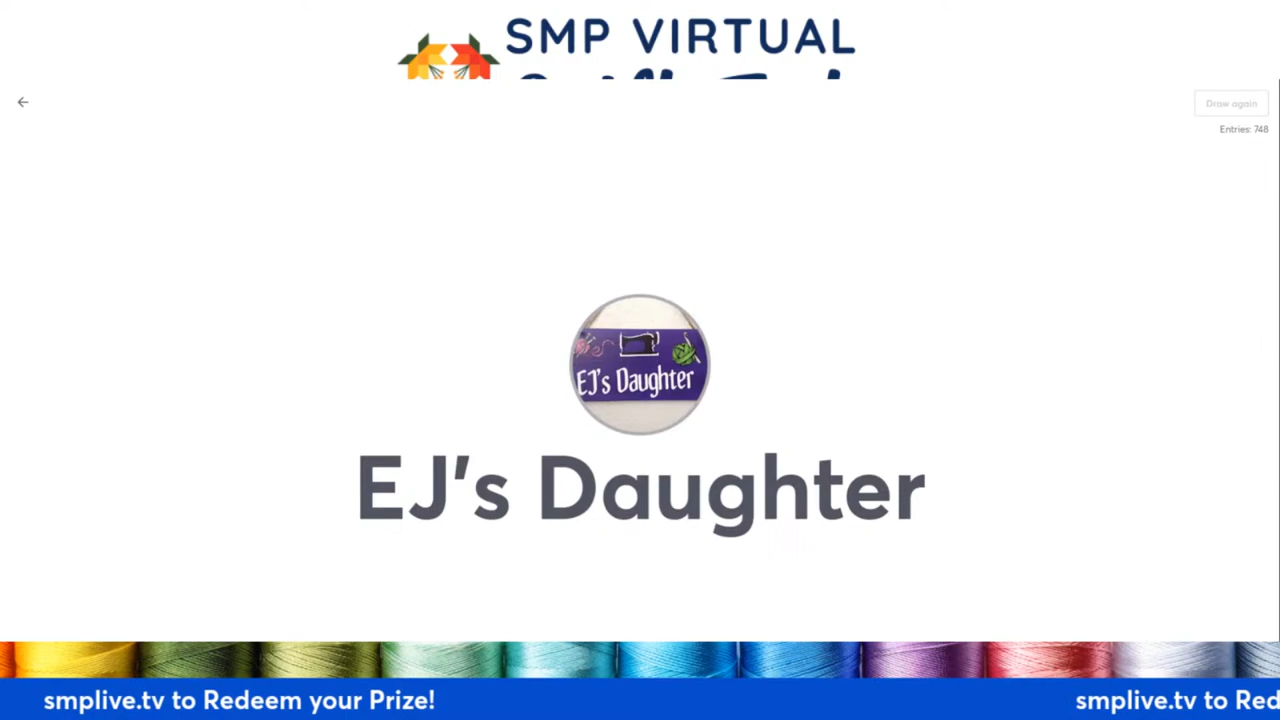 SMP VIRTUAL
Draw again
Entries: 748
EJ's Daughter
EJ's Daughter
smplive.tv to Redeem your Prize!
smplive.tv to Red